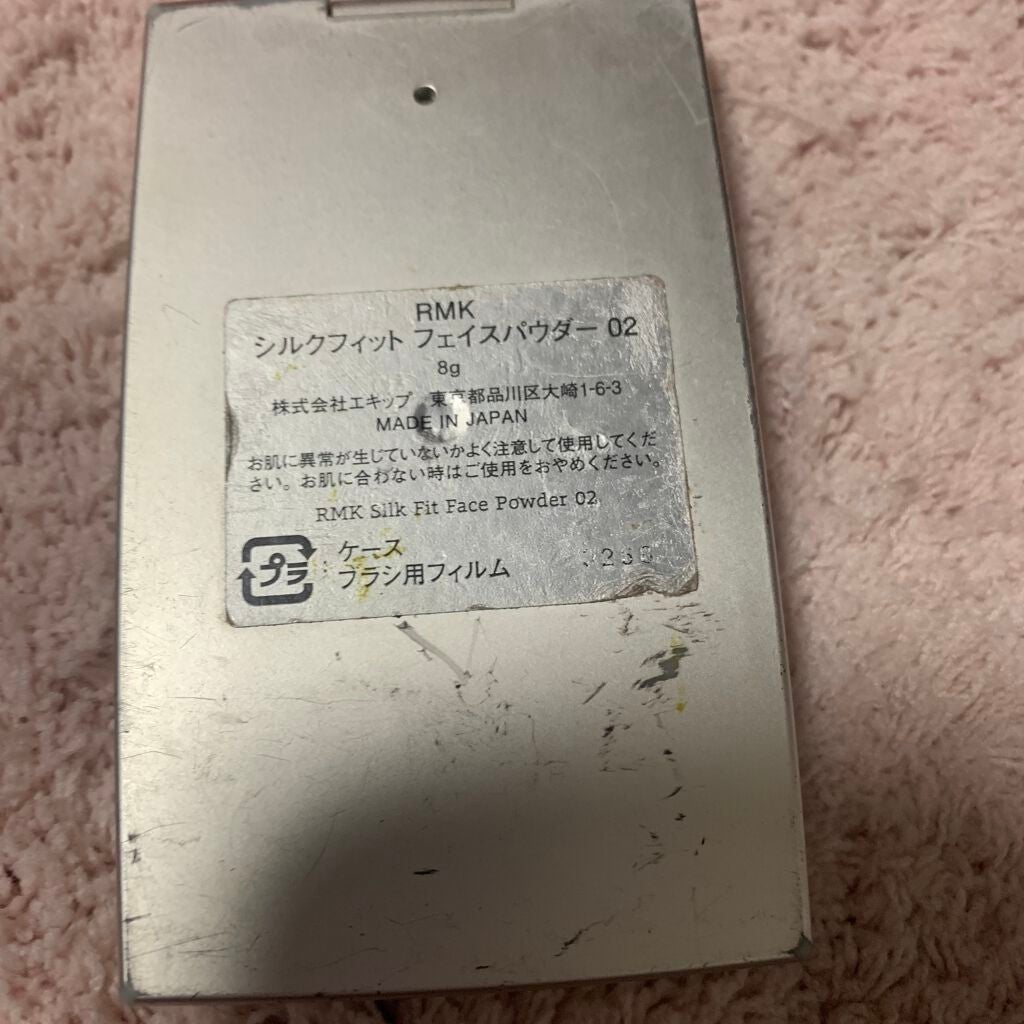 RMK
シルクフィット フェイスパウダー 02
8g
株式会社エキップ 東京都品川区大崎1-6-3
MADE IN JAPAN
お肌に異常が生じていないかよく注意して使用してくだ
さい。お肌に合わない時はご使用をおやめください。
RMK Silk Fit Face Powder 02
プラ : ケース
ブラシ用フィルム